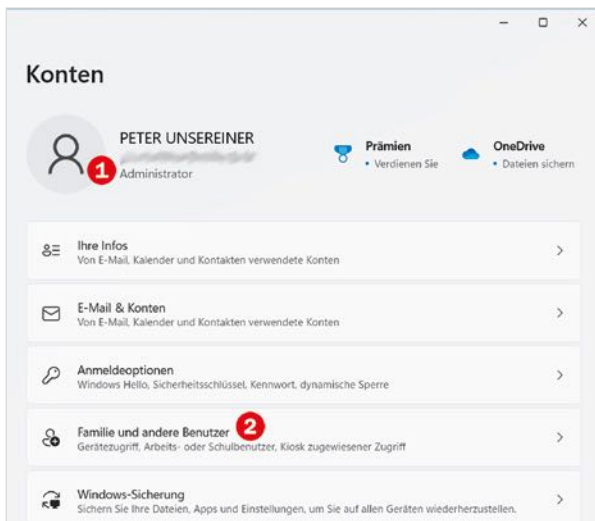 Konten
PETER UNSEREINER
1
Administrator
Prämien
• Verdienen Sie
OneDrive
• Dateien sichern
Ihre Infos
Von E-Mail, Kalender und Kontakten verwendete Konten
E-Mail & Konten
Von E-Mail, Kalender und Kontakten verwendete Konten
Anmeldeoptionen
Windows Hello, Sicherheitsschlüssel, Kennwort, dynamische Sperre
Familie und andere Benutzer 2
Gerätezugriff, Arbeits- oder Schulbenutzer, Kiosk zugewiesener Zugriff
Windows-Sicherung
Sichern Sie Ihre Dateien, Apps und Einstellungen, um Sie auf allen Geräten wiederherzustellen.